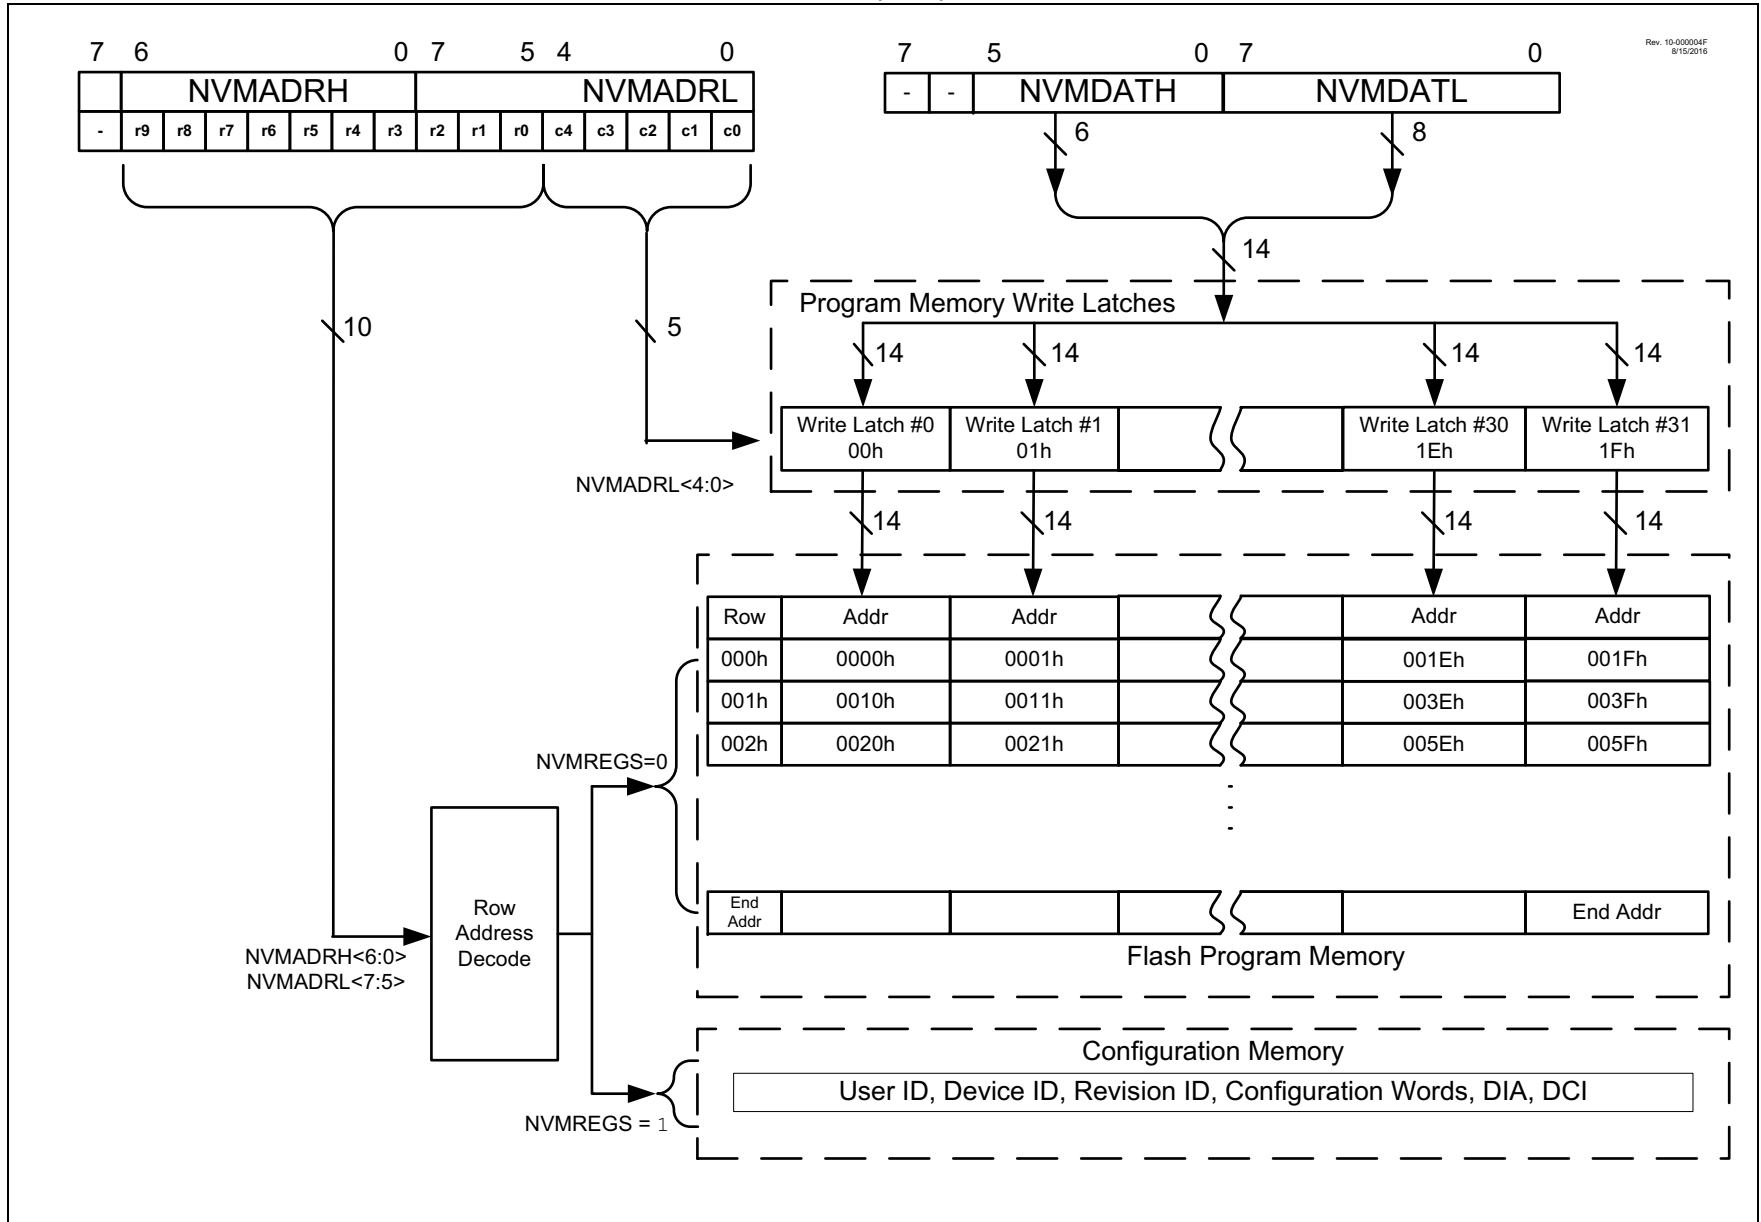 Rev. 10-000004F
8/15/2016
7 6 0 7 5 4 0
NVMADRH NVMADRL
- r9 r8 r7 r6 r5 r4 r3 r2 r1 r0 c4 c3 c2 c1 c0
7 5 0 7 0
- - NVMDATH NVMDATL
6 8
14
10
5
Program Memory Write Latches
14 14 14 14
Write Latch #0
00h
Write Latch #1
01h
Write Latch #30
1Eh
Write Latch #31
1Fh
NVMADRL<4:0>
14 14 14 14
Row Addr Addr Addr Addr
000h 0000h 0001h 001Eh 001Fh
001h 0010h 0011h 003Eh 003Fh
002h 0020h 0021h 005Eh 005Fh
NVMREGS=0
End
Addr
End Addr
Flash Program Memory
Row
Address
Decode
NVMADRH<6:0>
NVMADRL<7:5>
Configuration Memory
User ID, Device ID, Revision ID, Configuration Words, DIA, DCI
NVMREGS = 1